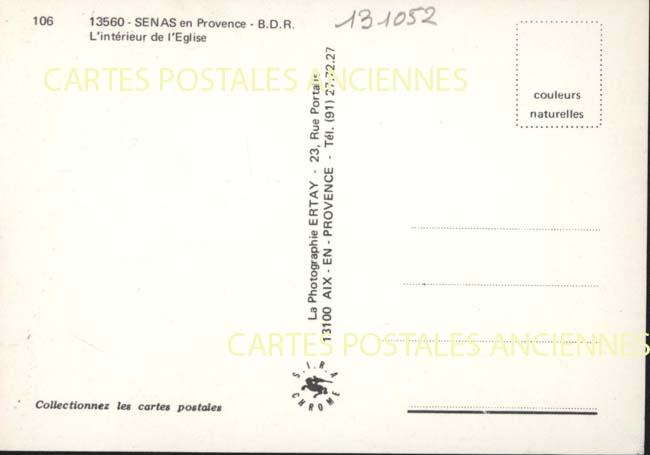 106 13560 - SENAS en Provence - B.D.R.
L'intérieur de l'Eglise
131052
CARTES POSTALES ANCIENNES
couleurs
naturelles
La Photographie ERTAY - 23, Rue Portalis
13100 AIX - EN - PROVENCE - Tél. (91) 27.72.27
CARTES POSTALES ANCIENNES
S.I.R.A
CHROME
Collectionnez les cartes postales